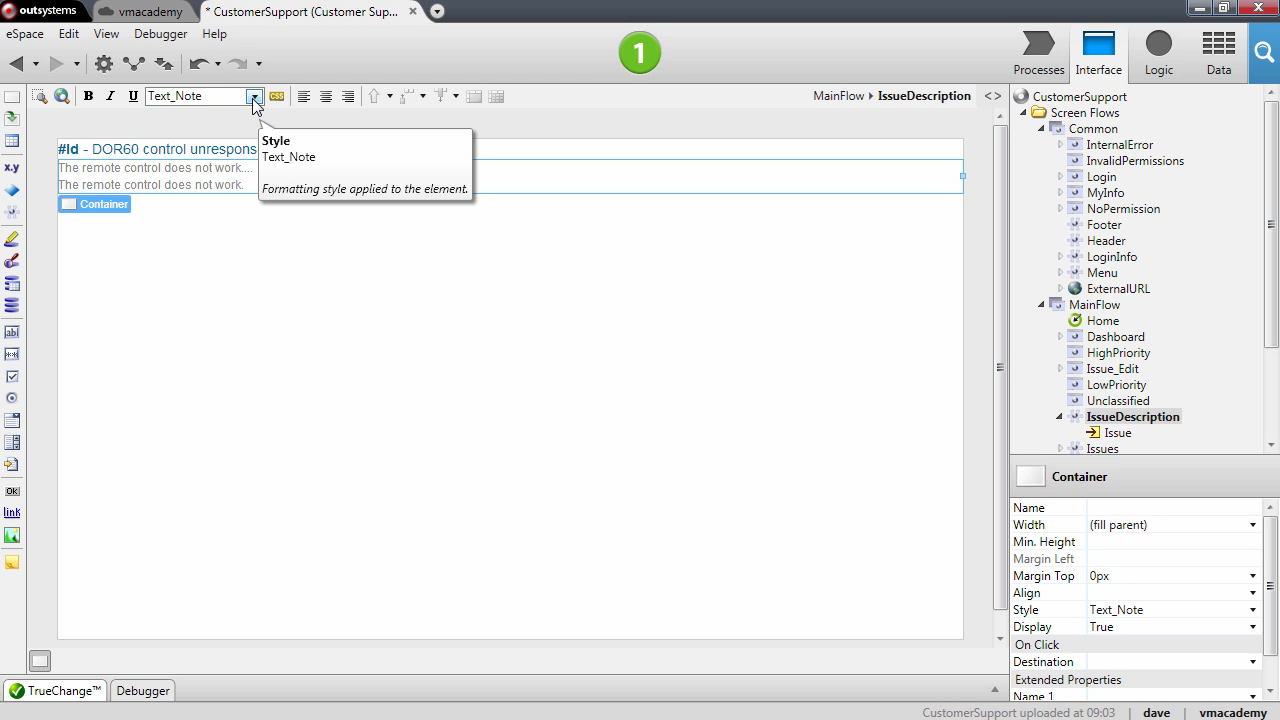 outsystems
vmacademy
* CustomerSupport (Customer Sup...
eSpace Edit View Debugger Help
1
Processes Interface Logic Data
B I U Text_Note CSS
MainFlow IssueDescription <>
Style
Text_Note
Formatting style applied to the element.
#Id - DOR60 control unrespons
The remote control does not work....
The remote control does not work.
Container
x.y
ab|
OK
link
CustomerSupport
Screen Flows
Common
InternalError
InvalidPermissions
Login
MyInfo
NoPermission
Footer
Header
LoginInfo
Menu
ExternalURL
MainFlow
Home
Dashboard
HighPriority
Issue_Edit
LowPriority
Unclassified
IssueDescription
Issue
Issues
Container
Name
Width (fill parent)
Min. Height
Margin Left
Margin Top 0px
Align
Style Text_Note
Display True
On Click
Destination
Extended Properties
Name 1
TrueChange™ Debugger
CustomerSupport uploaded at 09:03 dave vmacademy